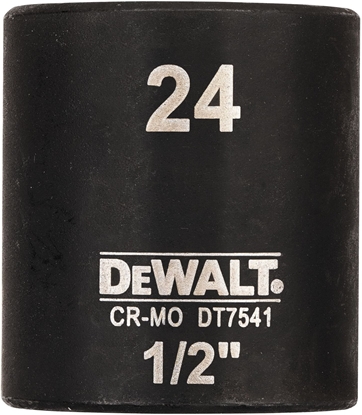 24
DEWALT®
CR-MO DT7541
1/2"